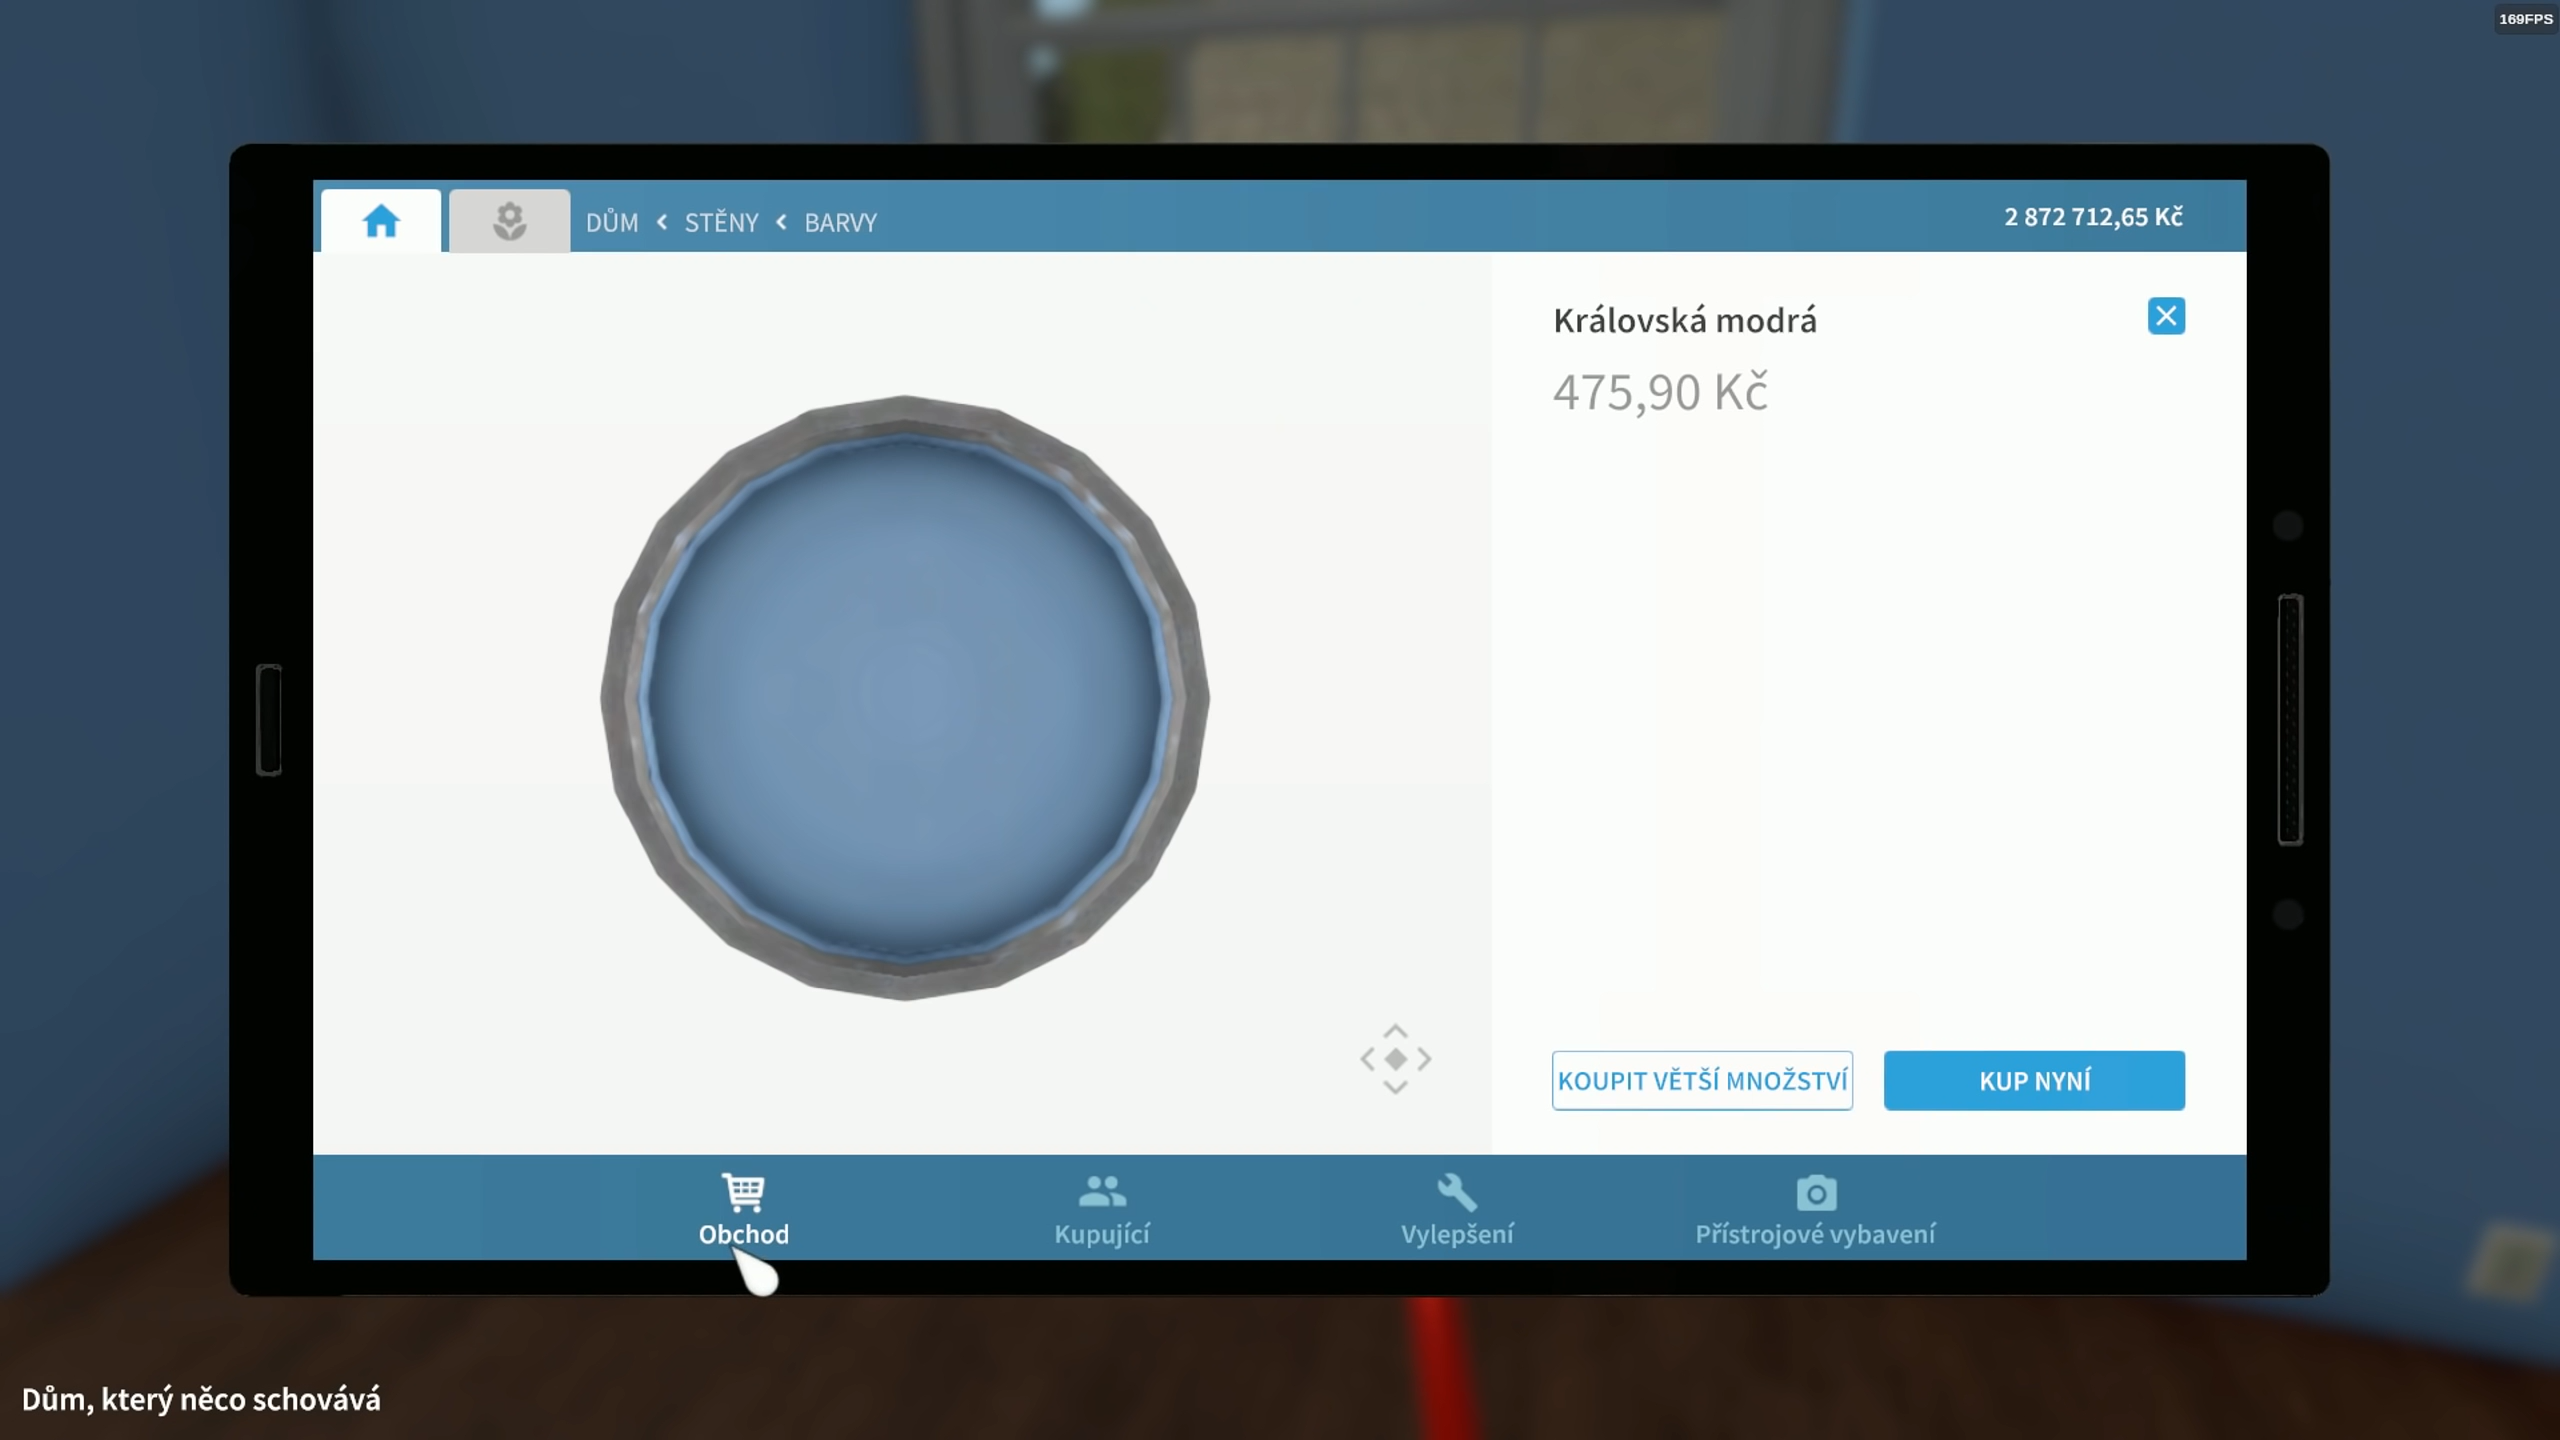 169FPS
DŮM < STĚNY < BARVY
2 872 712,65 Kč
Královská modrá
475,90 Kč
KOUPIT VĚTŠÍ MNOŽSTVÍ
KUP NYNÍ
Obchod
Kupující
Vylepšení
Přístrojové vybavení
Dům, který něco schovává